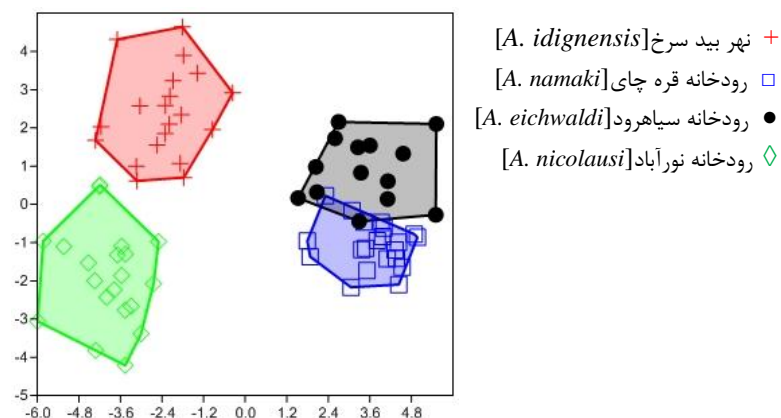 نهر بید سرخ[A. idignensis]
رودخانه قره چای[A. namaki]
رودخانه سیاهرود[A. eichwaldi]
رودخانه نورآباد[A. nicolausi]
4
3
2
1
0
-1
-2
-3
-4
-5
-6.0 -4.8 -3.6 -2.4 -1.2 0.0 1.2 2.4 3.6 4.8